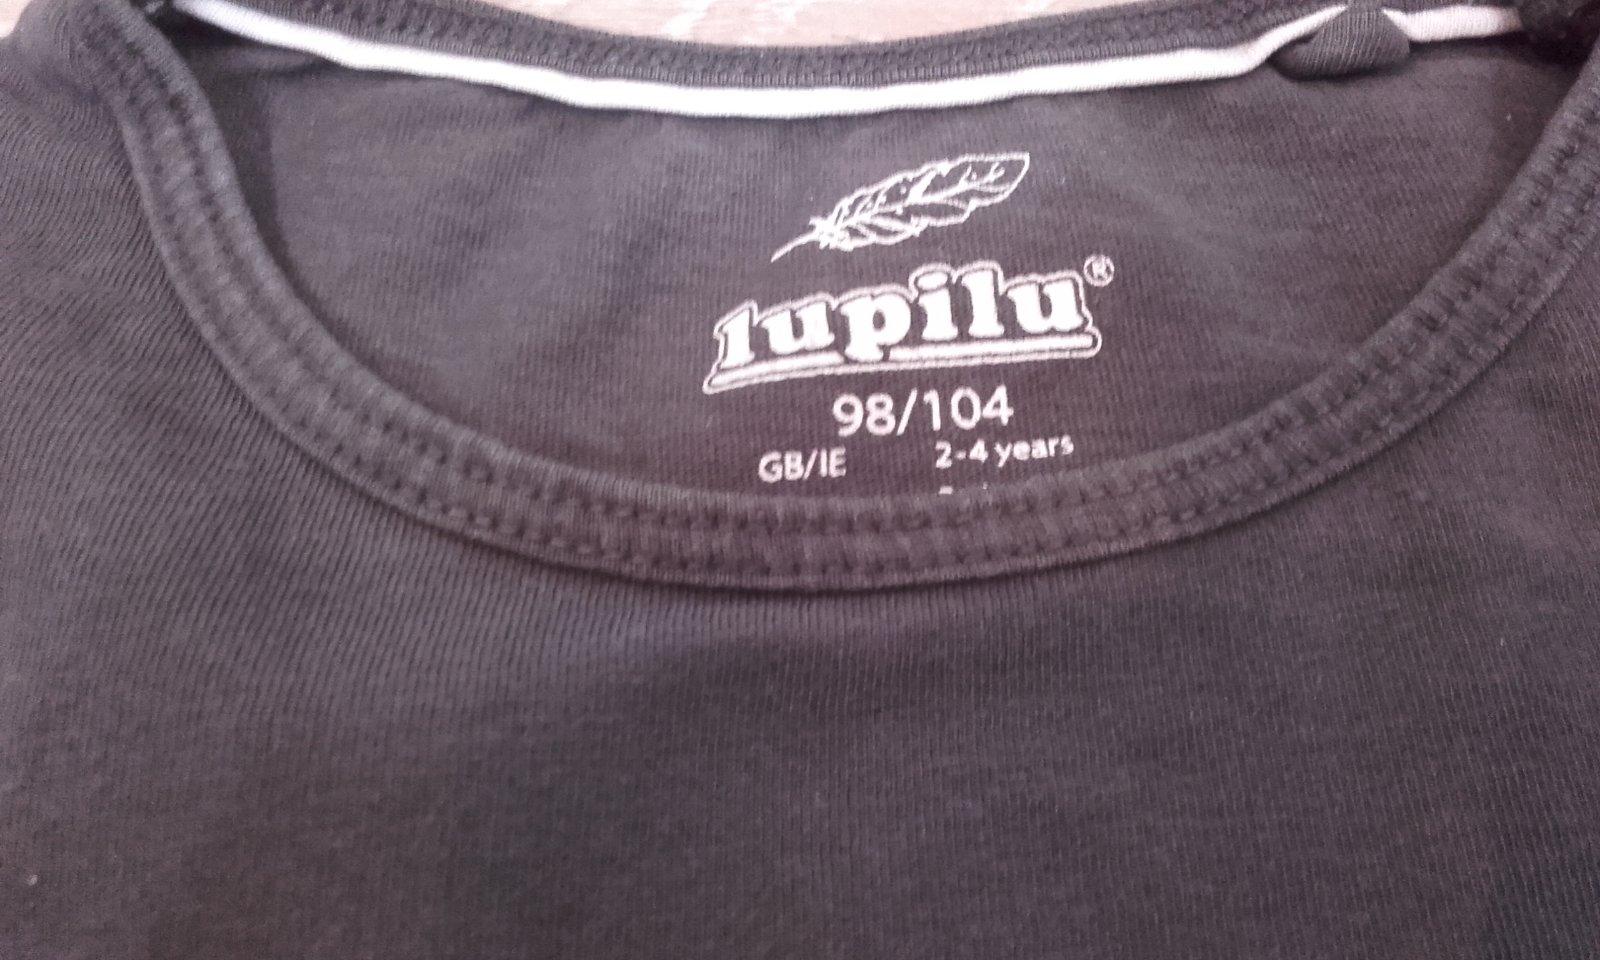 lupilu®
98/104
GB/IE 2-4 years